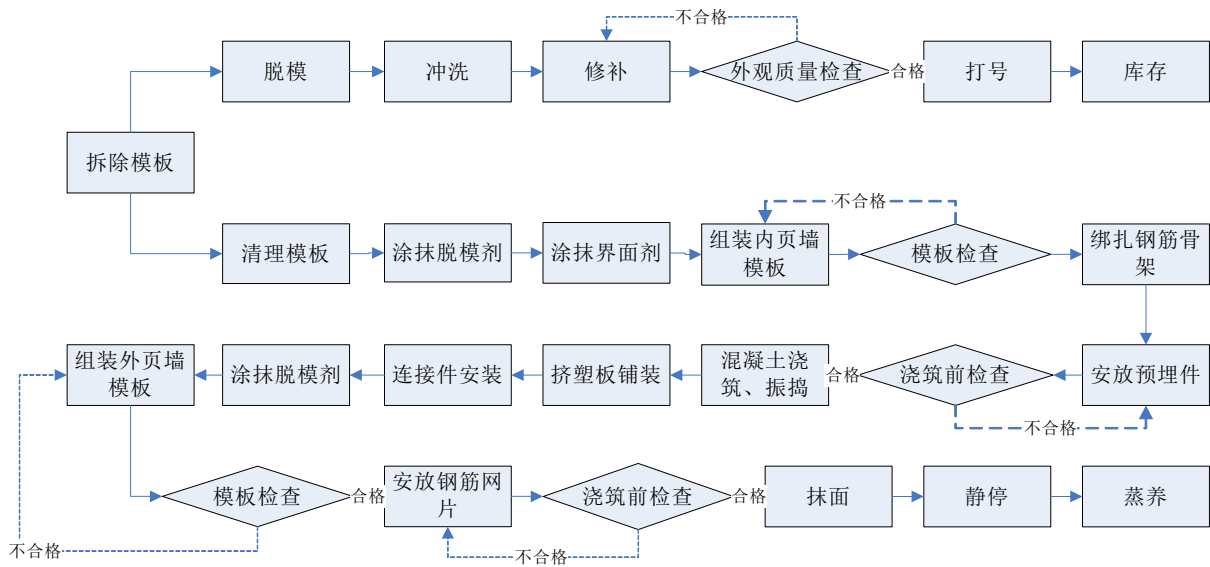 不合格
脱模
冲洗
修补
外观质量检查
合格
打号
库存
拆除模板
不合格
清理模板
涂抹脱模剂
涂抹界面剂
组装内页墙
模板
模板检查
绑扎钢筋骨
架
组装外页墙
模板
涂抹脱模剂
连接件安装
挤塑板铺装
混凝土浇
筑、振捣
合格
浇筑前检查
安放预埋件
不合格
模板检查
合格
安放钢筋网
片
浇筑前检查
合格
抹面
静停
蒸养
不合格
不合格